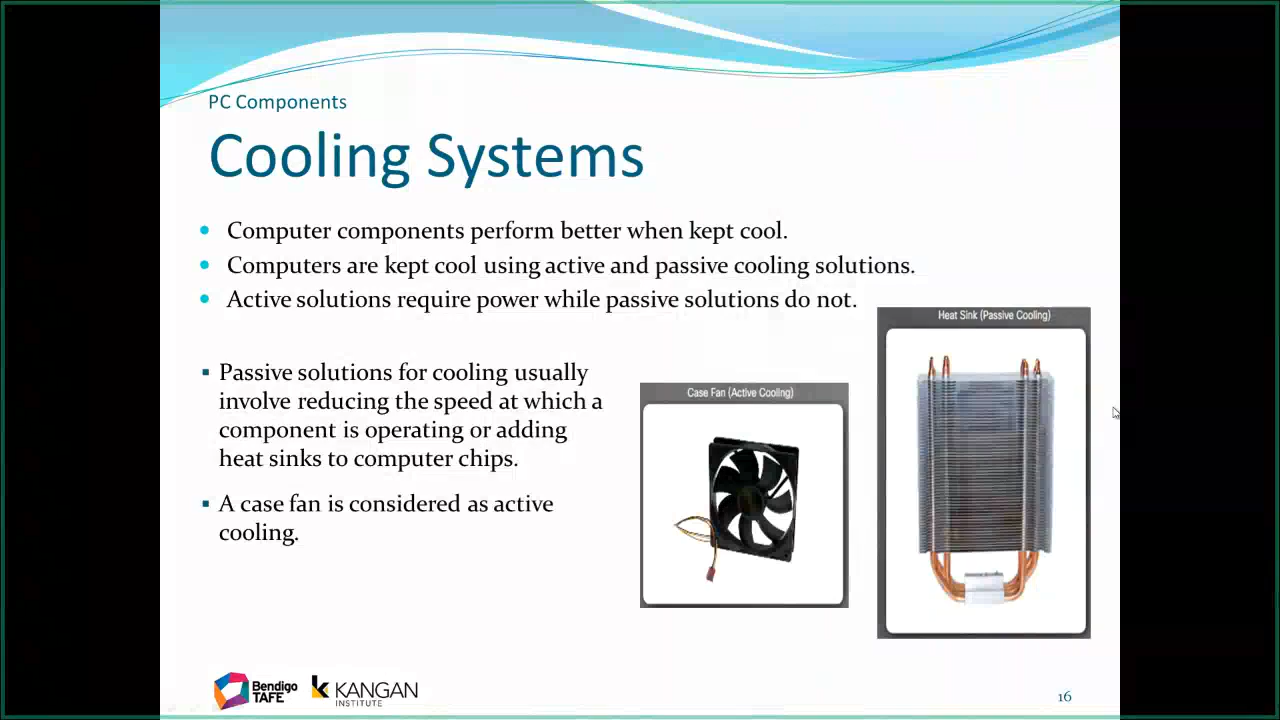 PC Components
Cooling Systems
• Computer components perform better when kept cool.
• Computers are kept cool using active and passive cooling solutions.
• Active solutions require power while passive solutions do not.
▪ Passive solutions for cooling usually
involve reducing the speed at which a
component is operating or adding
heat sinks to computer chips.
▪ A case fan is considered as active
cooling.
Case Fan (Active Cooling)
Heat Sink (Passive Cooling)
Bendigo
TAFE
KANGAN
INSTITUTE
16